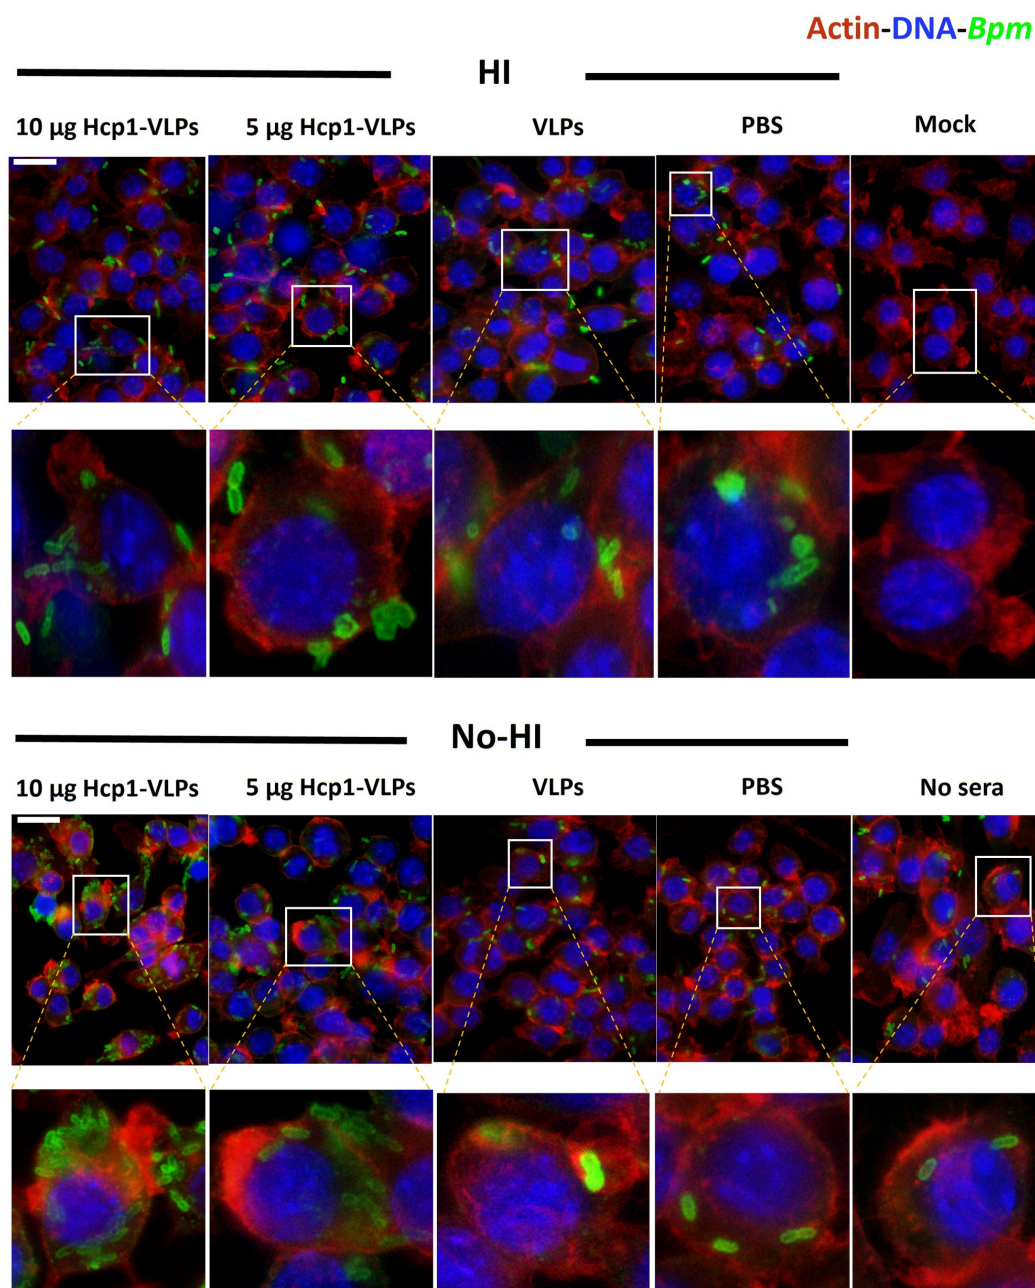 Actin-DNA-Bpm
HI
10 µg Hcp1-VLPs 5 µg Hcp1-VLPs VLPs PBS Mock
No-HI
10 µg Hcp1-VLPs 5 µg Hcp1-VLPs VLPs PBS No sera